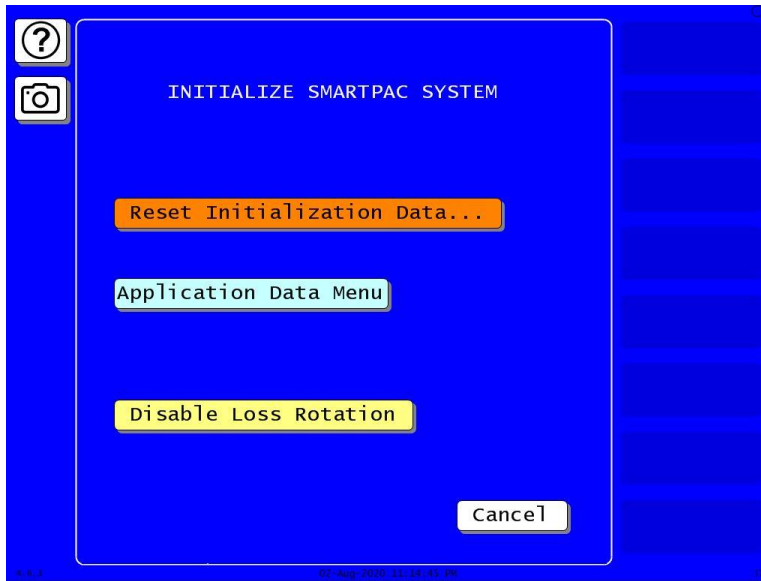 ?
INITIALIZE SMARTPAC SYSTEM
Reset Initialization Data...
Application Data Menu
Disable Loss Rotation
Cancel